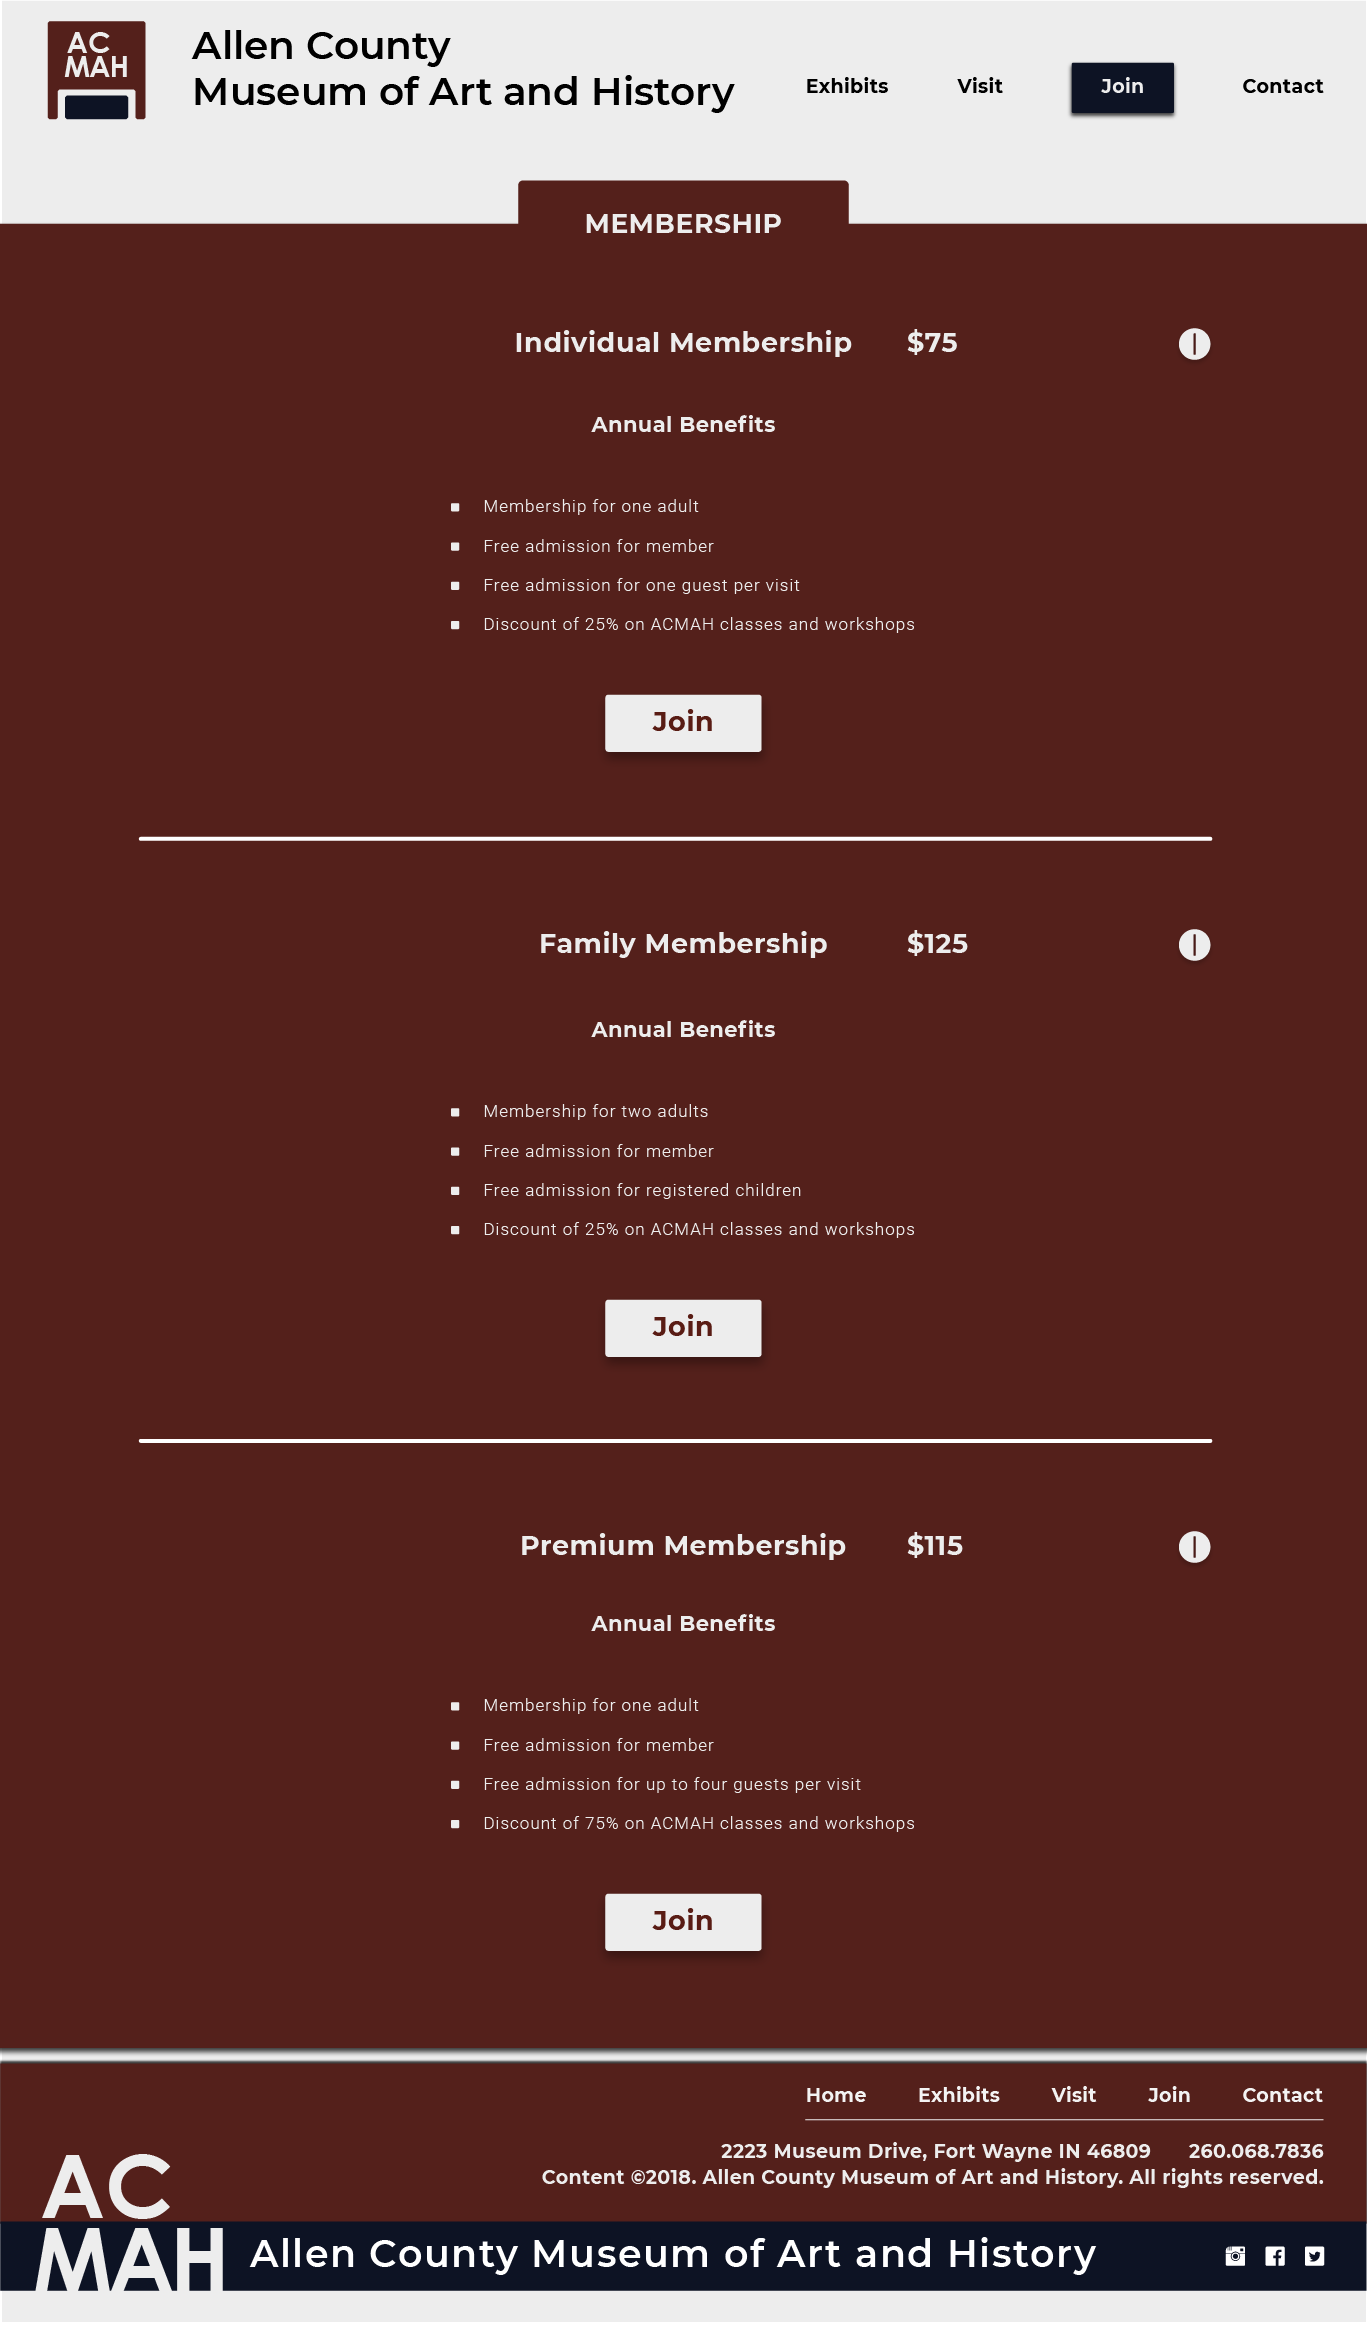 AC
MAH
Allen County
Museum of Art and History
Exhibits Visit Join Contact
MEMBERSHIP
Individual Membership $75
Annual Benefits
Membership for one adult
Free admission for member
Free admission for one guest per visit
Discount of 25% on ACMAH classes and workshops
Join
Family Membership $125
Annual Benefits
Membership for two adults
Free admission for member
Free admission for registered children
Discount of 25% on ACMAH classes and workshops
Join
Premium Membership $115
Annual Benefits
Membership for one adult
Free admission for member
Free admission for up to four guests per visit
Discount of 75% on ACMAH classes and workshops
Join
Home Exhibits Visit Join Contact
2223 Museum Drive, Fort Wayne IN 46809 260.068.7836
Content ©2018. Allen County Museum of Art and History. All rights reserved.
AC
MAH
Allen County Museum of Art and History